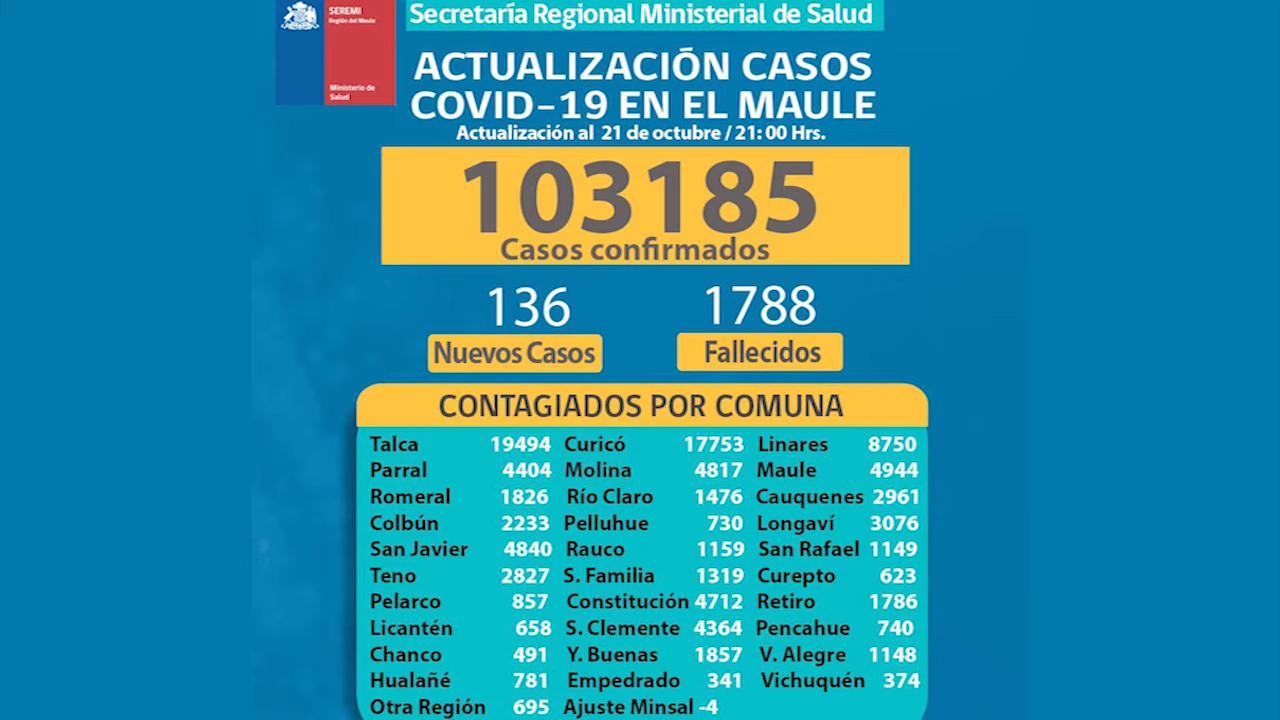 SEREMI
Región del Maule
Ministerio de
Salud
Secretaría Regional Ministerial de Salud
ACTUALIZACIÓN CASOS
COVID-19 EN EL MAULE
Actualización al 21 de octubre / 21: 00 Hrs.
103185
Casos confirmados
136 1788
Nuevos Casos Fallecidos
CONTAGIADOS POR COMUNA
Talca 19494 Curicó 17753 Linares 8750
Parral 4404 Molina 4817 Maule 4944
Romeral 1826 Río Claro 1476 Cauquenes 2961
Colbún 2233 Pelluhue 730 Longaví 3076
San Javier 4840 Rauco 1159 San Rafael 1149
Teno 2827 S. Familia 1319 Curepto 623
Pelarco 857 Constitución 4712 Retiro 1786
Licantén 658 S. Clemente 4364 Pencahue 740
Chanco 491 Y. Buenas 1857 V. Alegre 1148
Hualañé 781 Empedrado 341 Vichuquén 374
Otra Región 695 Ajuste Minsal -4